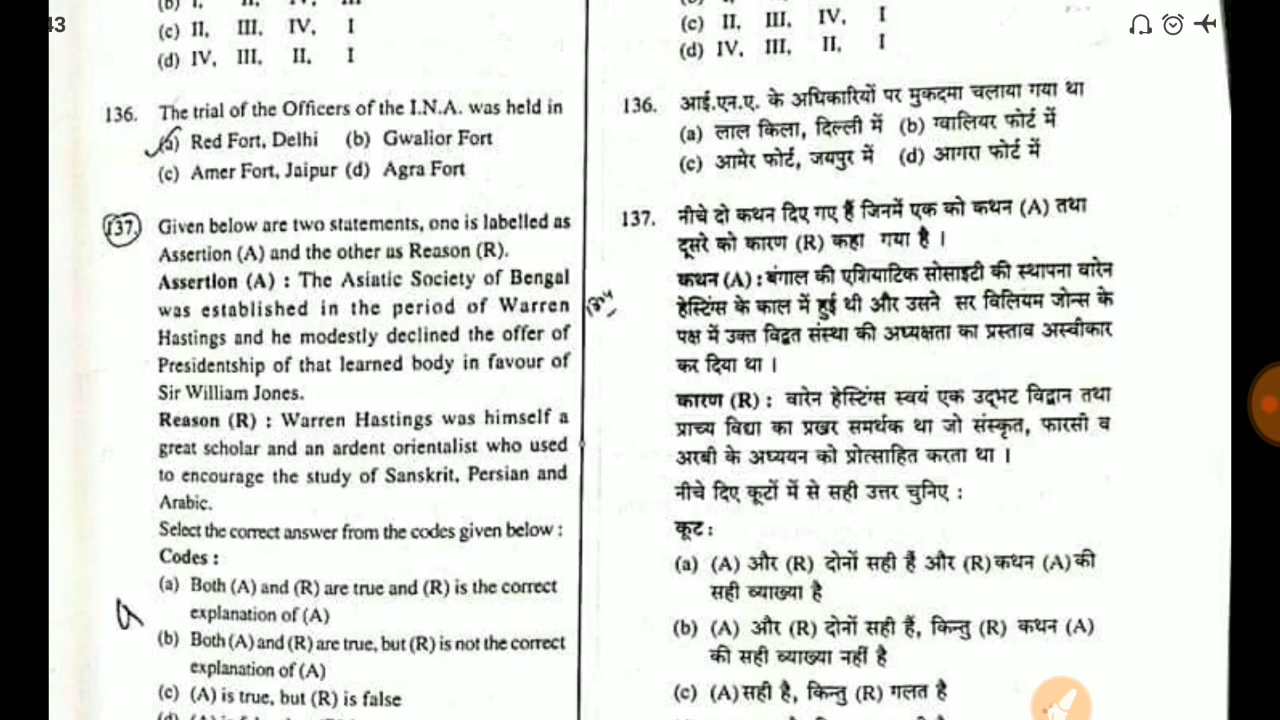 43
(c) II, III, IV, I
(d) IV, III, II, I
136. The trial of the Officers of the I.N.A. was held in
(a) Red Fort, Delhi (b) Gwalior Fort
(c) Amer Fort, Jaipur (d) Agra Fort
137. Given below are two statements, one is labelled as
Assertion (A) and the other as Reason (R).
Assertion (A) : The Asiatic Society of Bengal
was established in the period of Warren
Hastings and he modestly declined the offer of
Presidentship of that learned body in favour of
Sir William Jones.
Reason (R) : Warren Hastings was himself a
great scholar and an ardent orientalist who used
to encourage the study of Sanskrit, Persian and
Arabic.
Select the correct answer from the codes given below :
Codes :
(a) Both (A) and (R) are true and (R) is the correct
explanation of (A)
(b) Both (A) and (R) are true, but (R) is not the correct
explanation of (A)
(c) (A) is true, but (R) is false
(c) II, III, IV, I
(d) IV, III, II, I
136. आई.एन.ए. के अधिकारियों पर मुकदमा चलाया गया था
(a) लाल किला, दिल्ली में (b) ग्वालियर फोर्ट में
(c) आमेर फोर्ट, जयपुर में (d) आगरा फोर्ट में
137. नीचे दो कथन दिए गए हैं जिनमें एक को कथन (A) तथा
दूसरे को कारण (R) कहा गया है ।
कथन (A) : बंगाल की एशियाटिक सोसाइटी की स्थापना वारेन
हेस्टिंग्स के काल में हुई थी और उसने सर विलियम जोन्स के
पक्ष में उक्त विद्वत संस्था की अध्यक्षता का प्रस्ताव अस्वीकार
कर दिया था ।
कारण (R) : वारेन हेस्टिंग्स स्वयं एक उद्भट विद्वान तथा
प्राच्य विद्या का प्रखर समर्थक था जो संस्कृत, फारसी व
अरबी के अध्ययन को प्रोत्साहित करता था ।
नीचे दिए कूटों में से सही उत्तर चुनिए :
कूट :
(a) (A) और (R) दोनों सही हैं और (R) कथन (A) की
सही व्याख्या है
(b) (A) और (R) दोनों सही हैं, किन्तु (R) कथन (A)
की सही व्याख्या नहीं है
(c) (A) सही है, किन्तु (R) गलत है